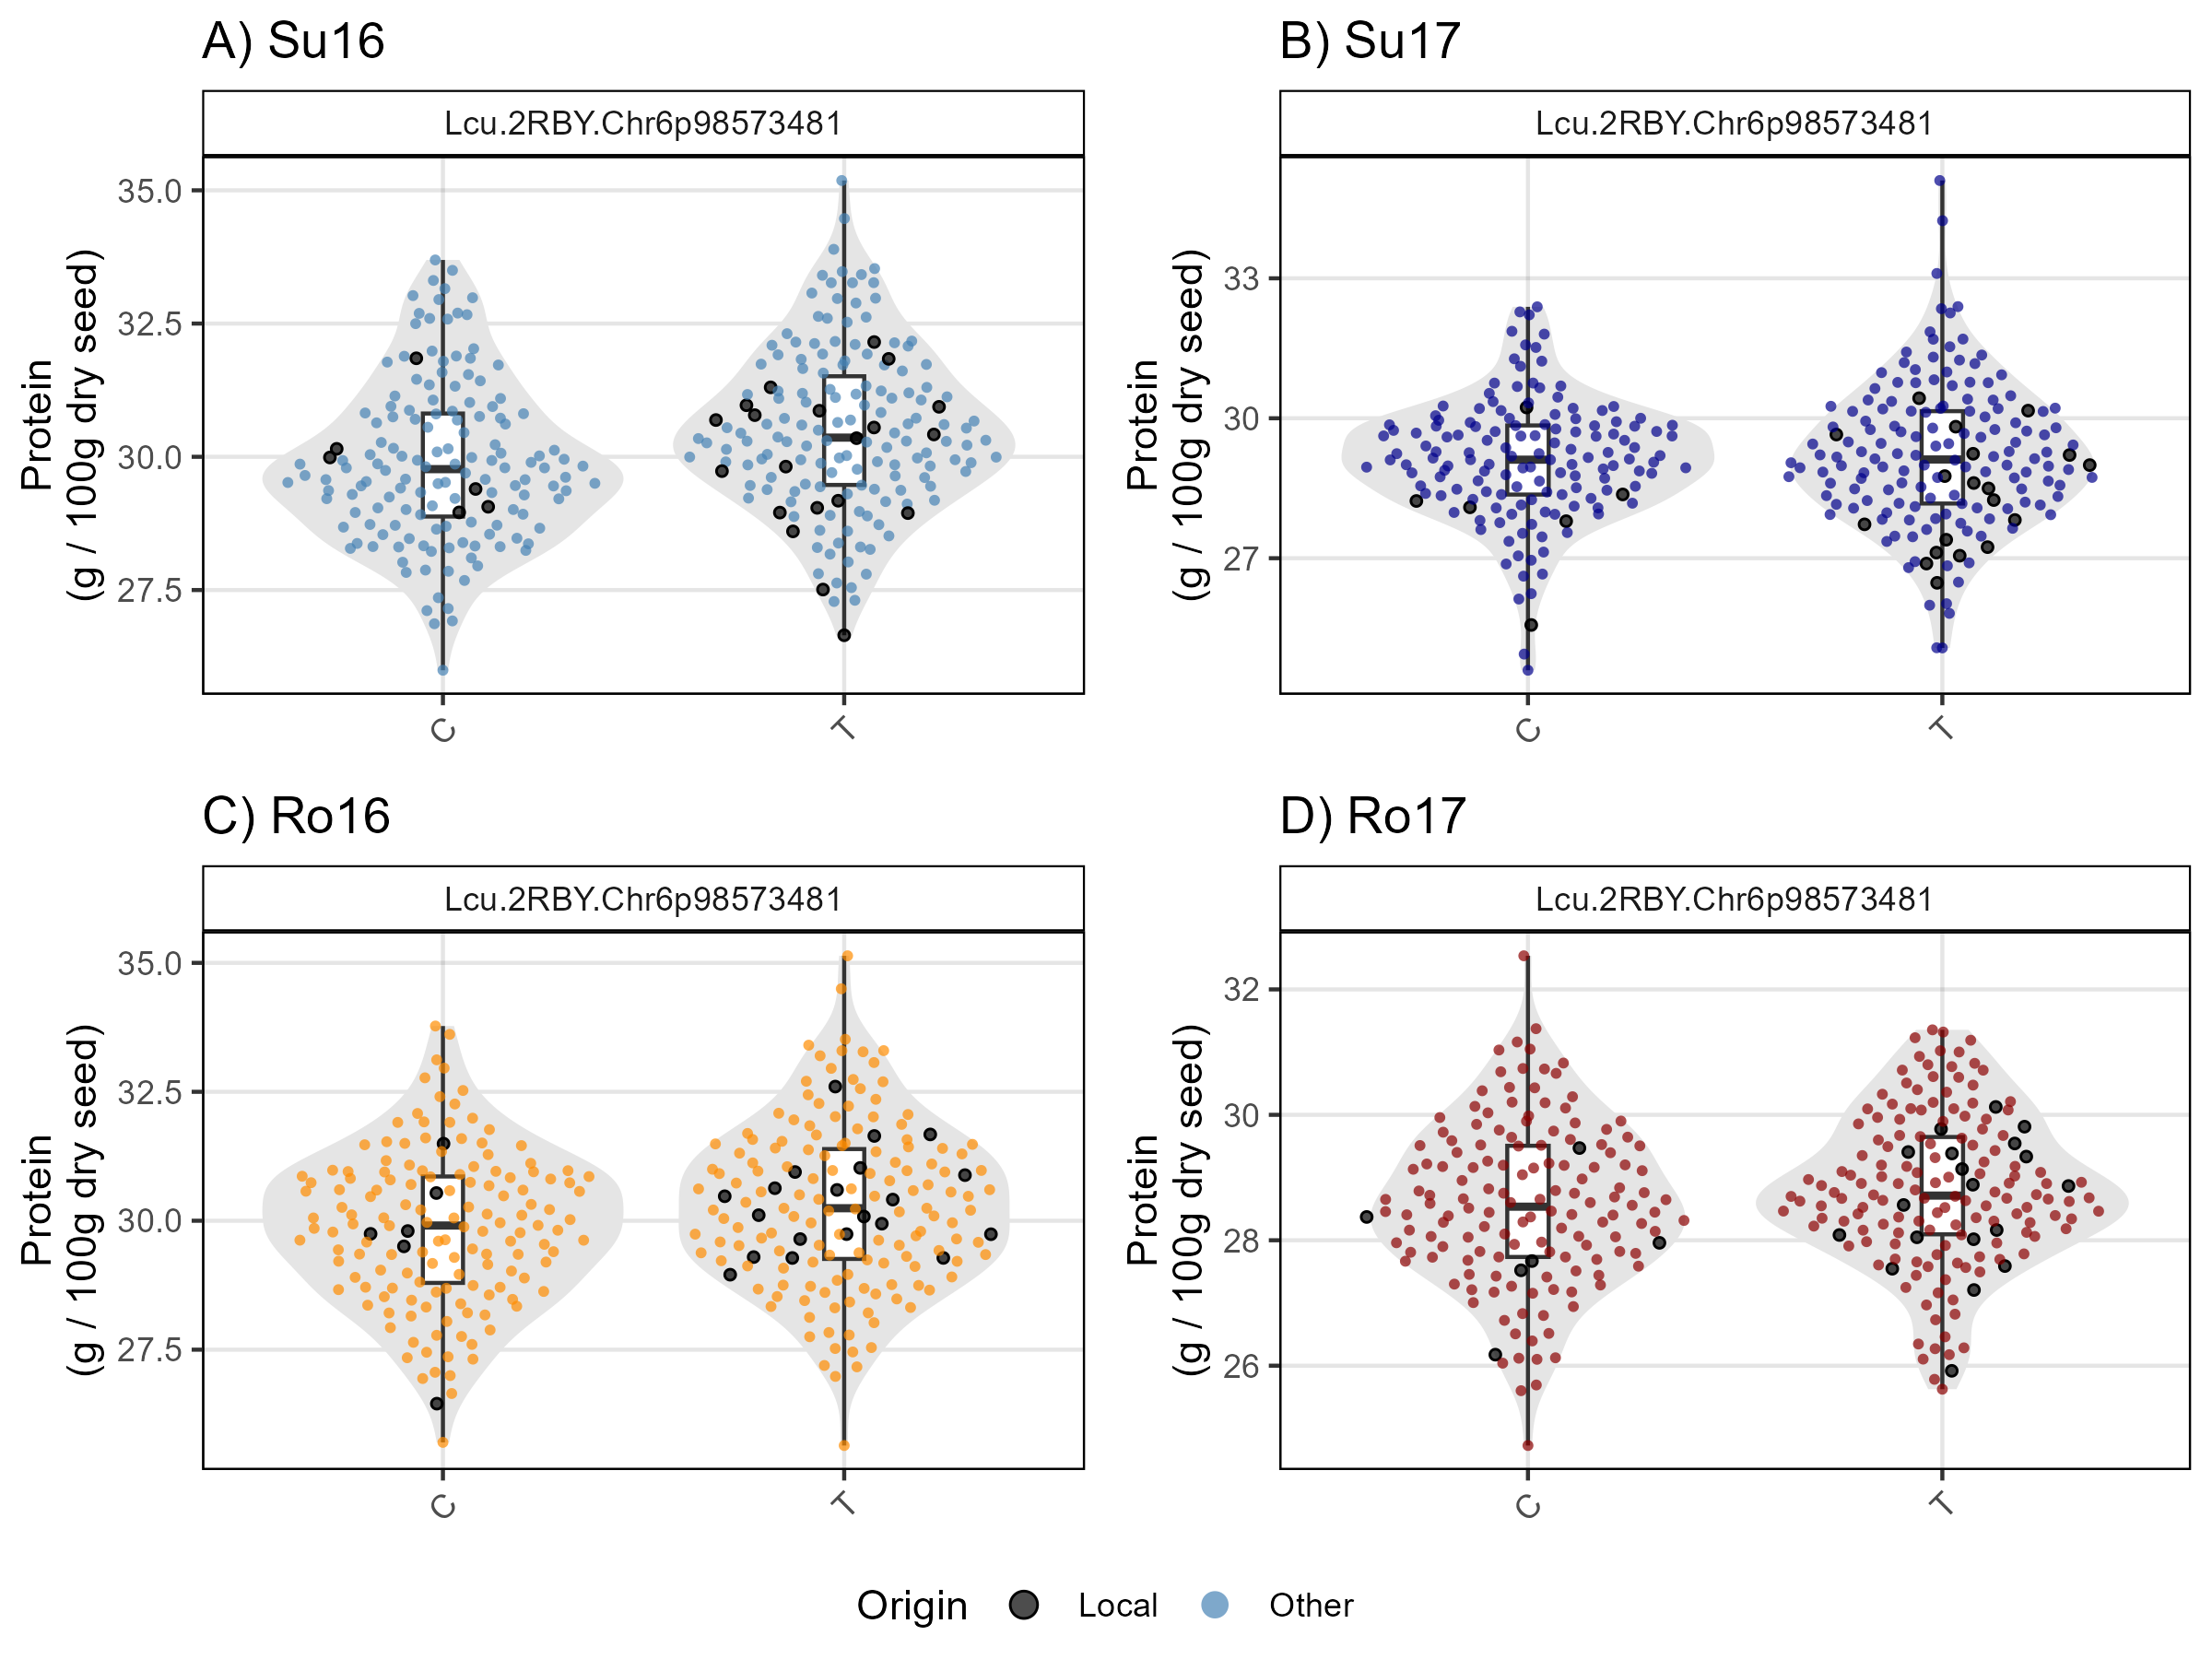 A) Su16
Lcu.2RBY.Chr6p98573481
Protein
(g / 100g dry seed)
35.0
32.5
30.0
27.5
C
T
B) Su17
Lcu.2RBY.Chr6p98573481
Protein
(g / 100g dry seed)
33
30
27
C
T
C) Ro16
Lcu.2RBY.Chr6p98573481
Protein
(g / 100g dry seed)
35.0
32.5
30.0
27.5
C
T
D) Ro17
Lcu.2RBY.Chr6p98573481
Protein
(g / 100g dry seed)
32
30
28
26
C
T
Origin Local Other